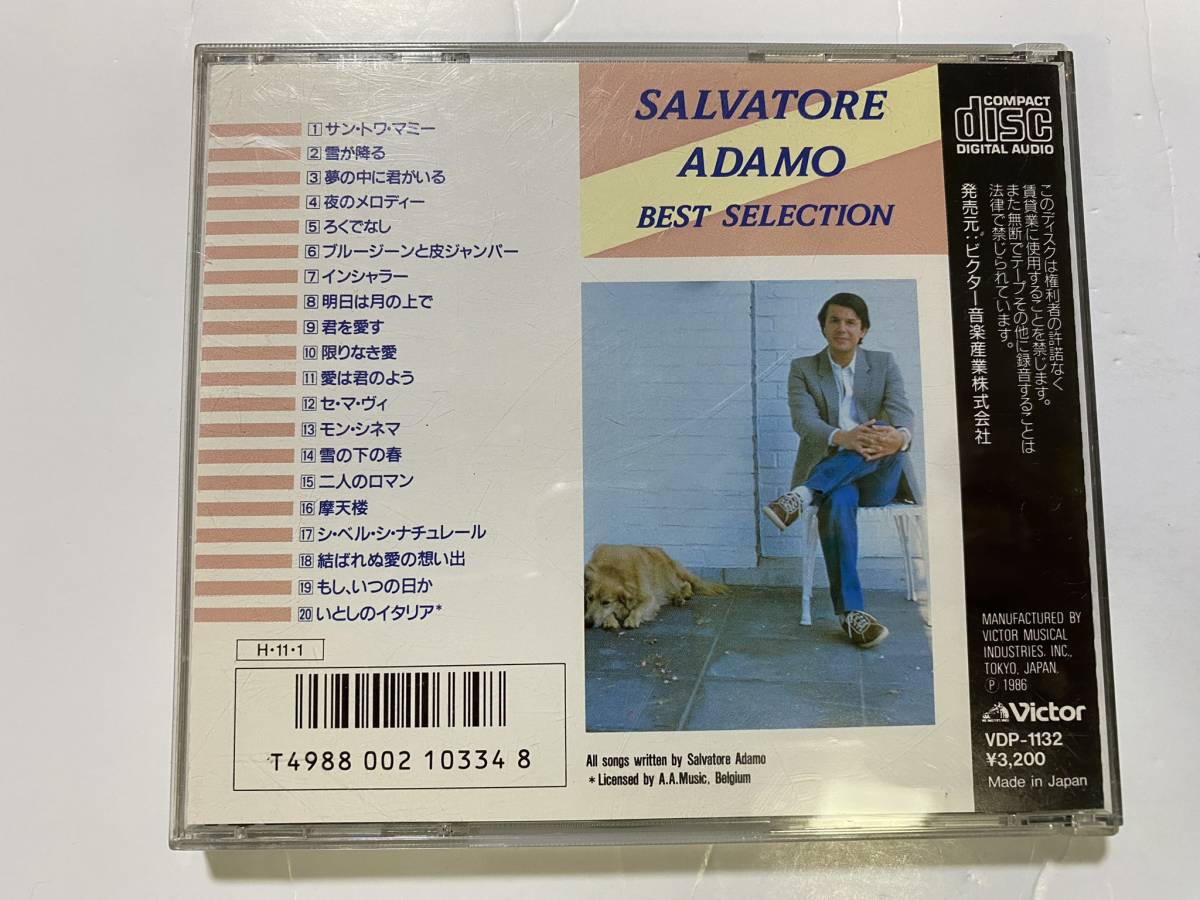 1 サン・トワ・マミー
2 雪が降る
3 夢の中に君がいる
4 夜のメロディー
5 ろくでなし
6 ブルージーンと皮ジャンパー
7 インシャラー
8 明日は月の上で
9 君を愛す
10 限りなき愛
11 愛は君のよう
12 セ・マ・ヴィ
13 モン・シネマ
14 雪の下の春
15 二人のロマン
16 摩天楼
17 シ・ベル・シ・ナチュレール
18 結ばれぬ愛の想い出
19 もし、いつの日か
20 いとしのイタリア*
H・11・1
T4988 002 10334 8
SALVATORE
ADAMO
BEST SELECTION
All songs written by Salvatore Adamo
* Licensed by A.A.Music, Belgium
COMPACT
disc
DIGITAL AUDIO
このディスクは権利者の許諾なく
賃貸業に使用することを禁じます。
また無断でテープその他に録音することは
法律で禁じられています。
発売元:ビクター音楽産業株式会社
MANUFACTURED BY
VICTOR MUSICAL
INDUSTRIES, INC.,
TOKYO, JAPAN.
℗ 1986
Victor
VDP-1132
¥3,200
Made in Japan